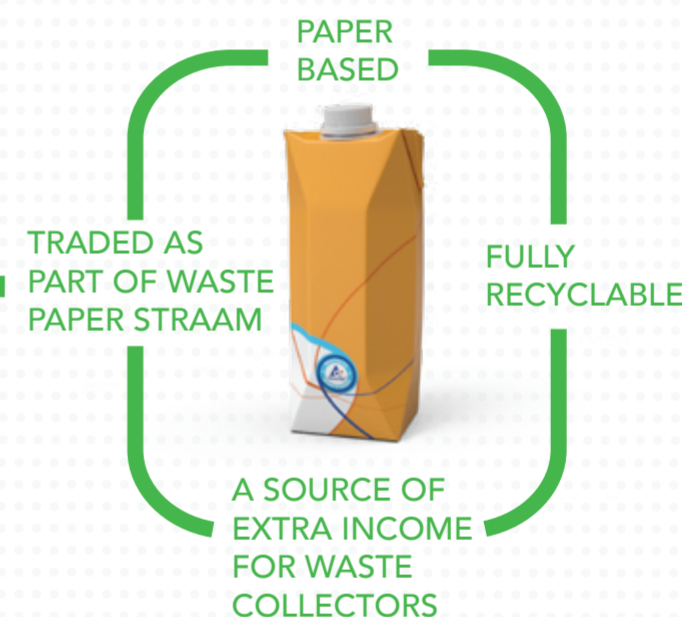 PAPER
BASED
TRADED AS
PART OF WASTE
PAPER STRAAM
FULLY
RECYCLABLE
A SOURCE OF
EXTRA INCOME
FOR WASTE
COLLECTORS